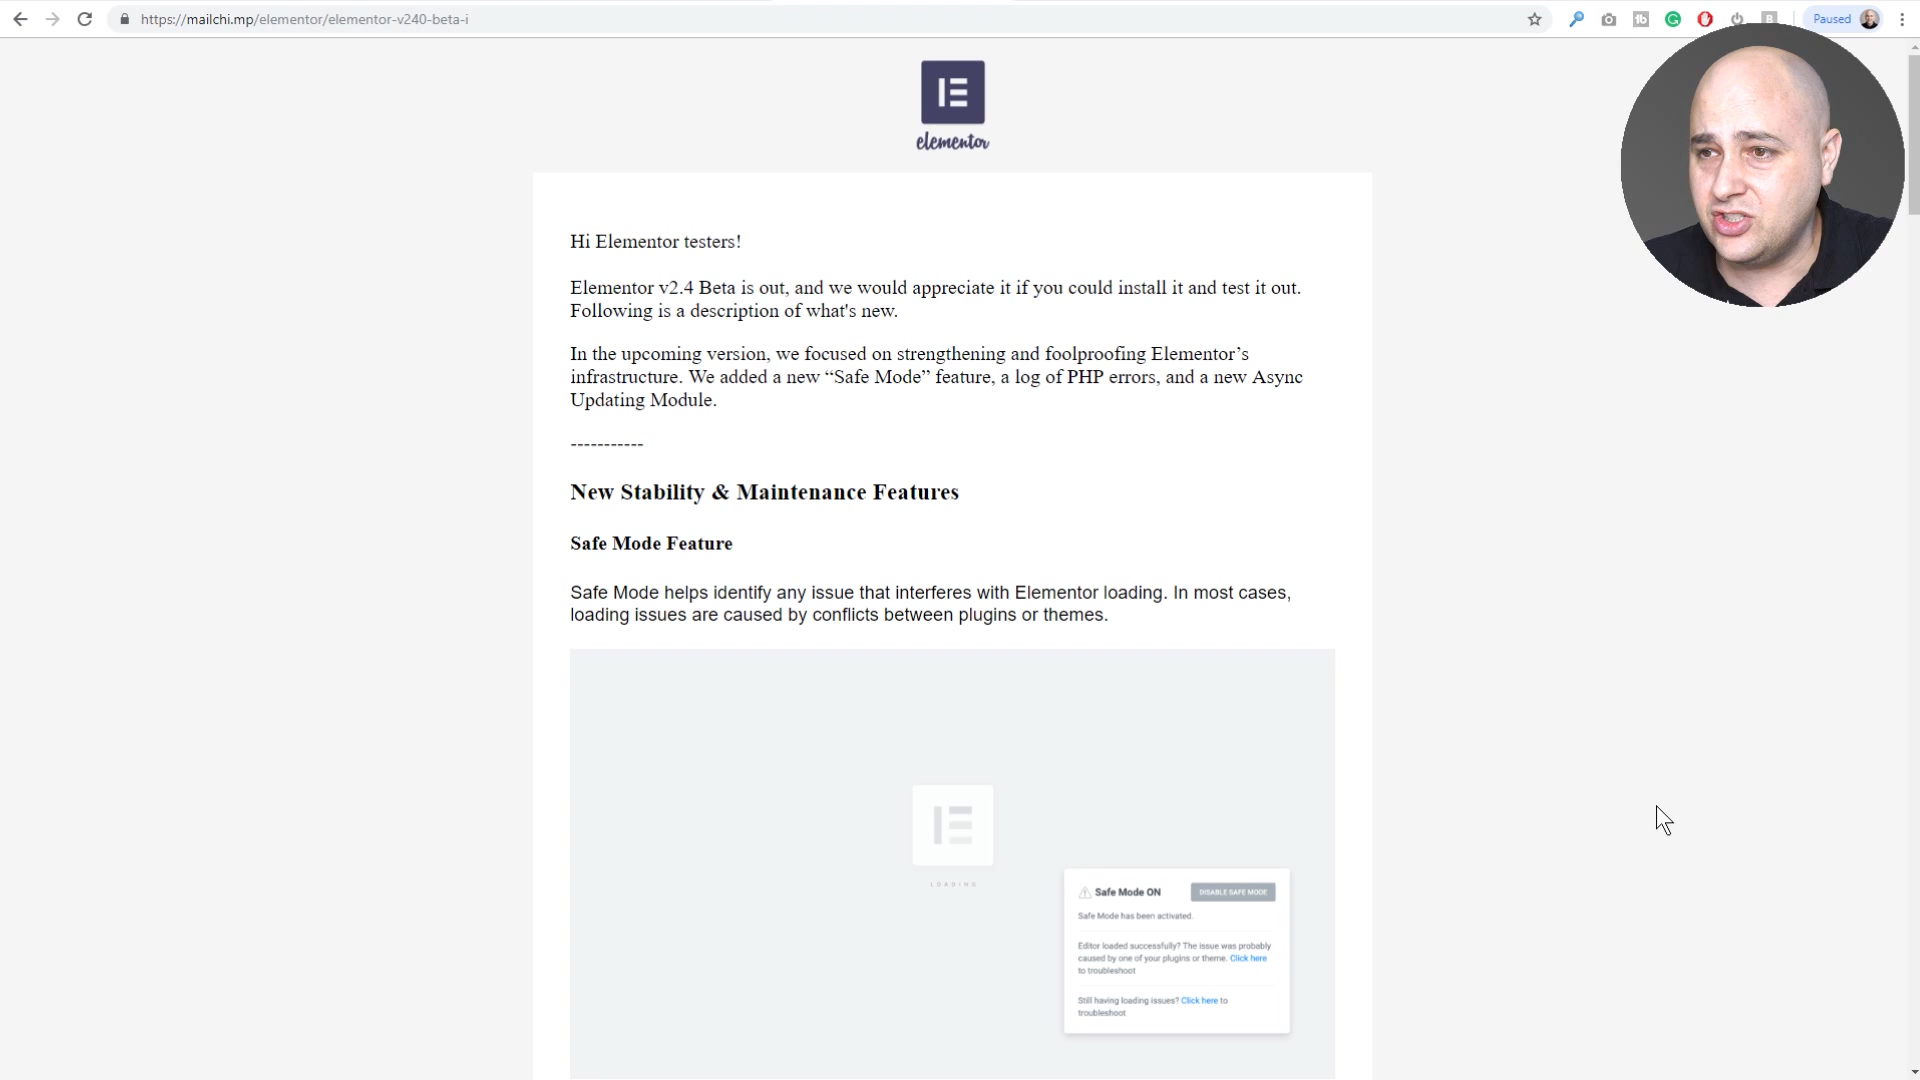 https://mailchi.mp/elementor/elementor-v240-beta-i
Paused
elementor
Hi Elementor testers!
Elementor v2.4 Beta is out, and we would appreciate it if you could install it and test it out.
Following is a description of what's new.
In the upcoming version, we focused on strengthening and foolproofing Elementor’s
infrastructure. We added a new “Safe Mode” feature, a log of PHP errors, and a new Async
Updating Module.
-----------
New Stability & Maintenance Features
Safe Mode Feature
Safe Mode helps identify any issue that interferes with Elementor loading. In most cases,
loading issues are caused by conflicts between plugins or themes.
LOADING
Safe Mode ON
DISABLE SAFE MODE
Safe Mode has been activated.
Editor loaded successfully? The issue was probably
caused by one of your plugins or theme. Click here
to troubleshoot
Still having loading issues? Click here to
troubleshoot